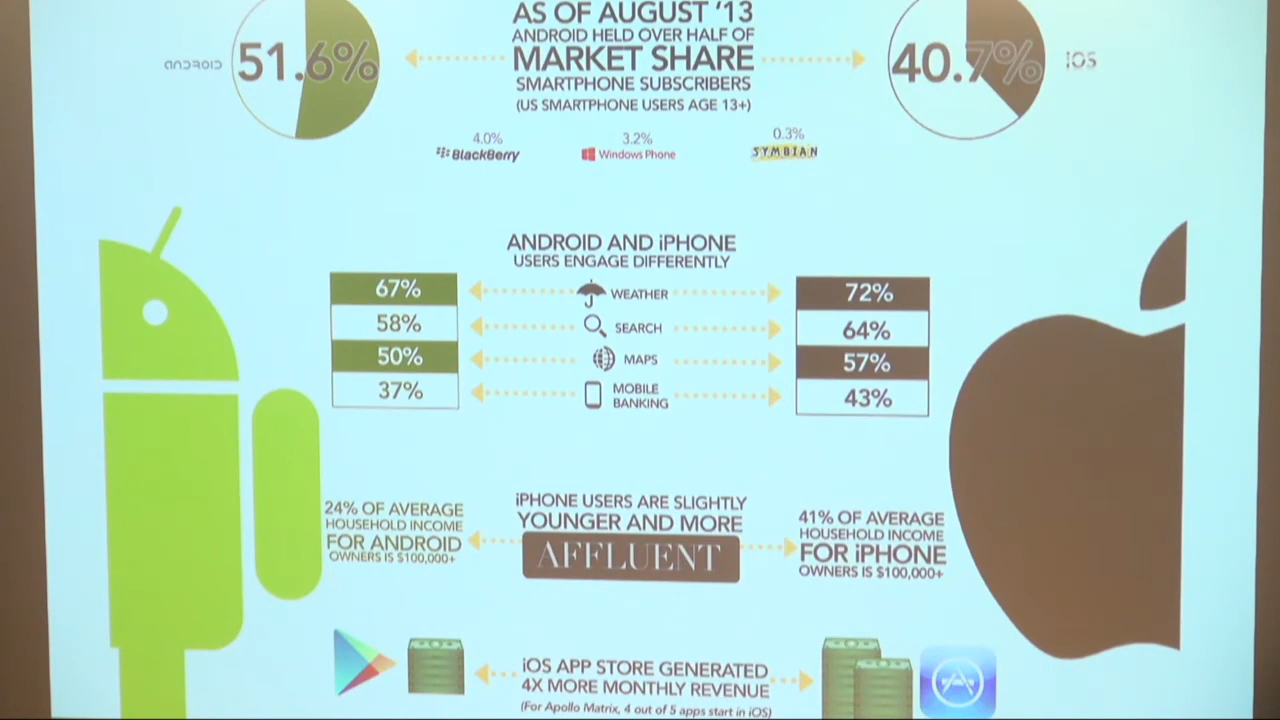 AS OF AUGUST '13
ANDROID HELD OVER HALF OF
MARKET SHARE
SMARTPHONE SUBSCRIBERS
(US SMARTPHONE USERS AGE 13+)
ANDROID
51.6%
40.7%
iOS
4.0%
BlackBerry
3.2%
Windows Phone
0.3%
SYMBIAN
ANDROID AND iPHONE
USERS ENGAGE DIFFERENTLY
67%
WEATHER
72%
58%
SEARCH
64%
50%
MAPS
57%
37%
MOBILE
BANKING
43%
24% OF AVERAGE
HOUSEHOLD INCOME
FOR ANDROID
OWNERS IS $100,000+
iPHONE USERS ARE SLIGHTLY
YOUNGER AND MORE
AFFLUENT
41% OF AVERAGE
HOUSEHOLD INCOME
FOR iPHONE
OWNERS IS $100,000+
iOS APP STORE GENERATED
4X MORE MONTHLY REVENUE
(For Apollo Matrix, 4 out of 5 apps start in iOS)